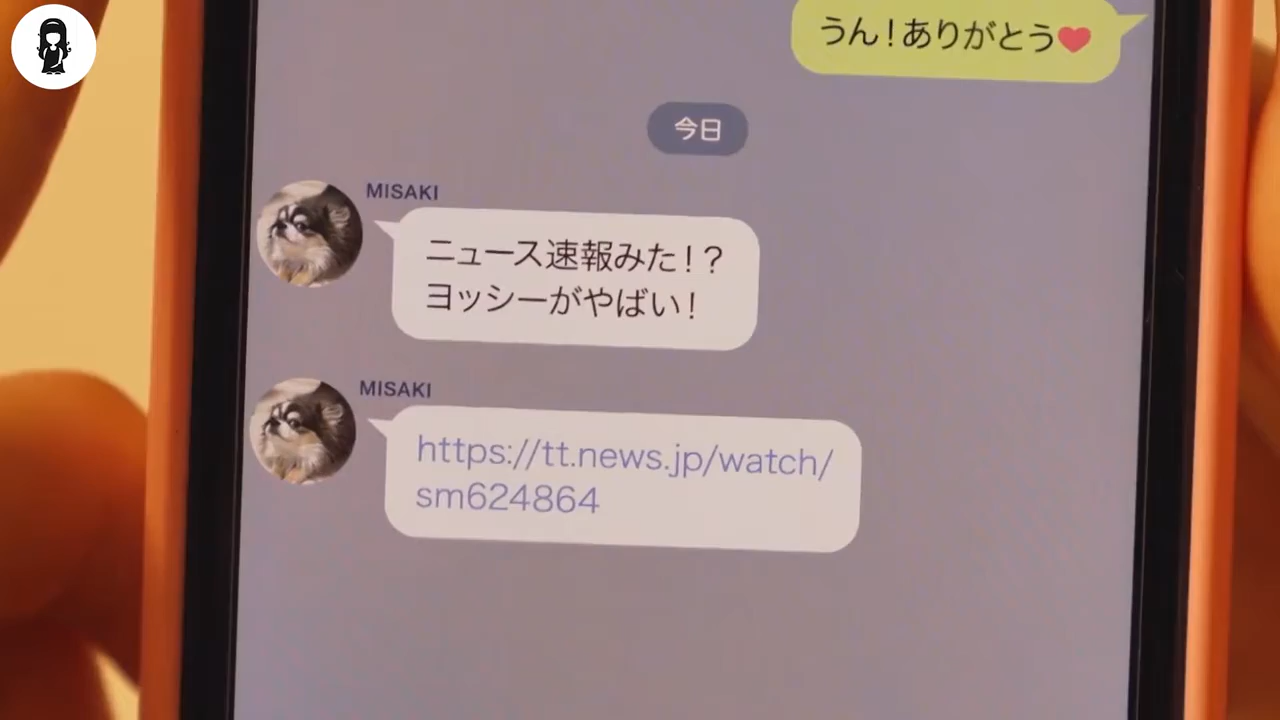 うん！ありがとう❤
今日
MISAKI
ニュース速報みた！？
ヨッシーがやばい！
MISAKI
https://tt.news.jp/watch/
sm624864